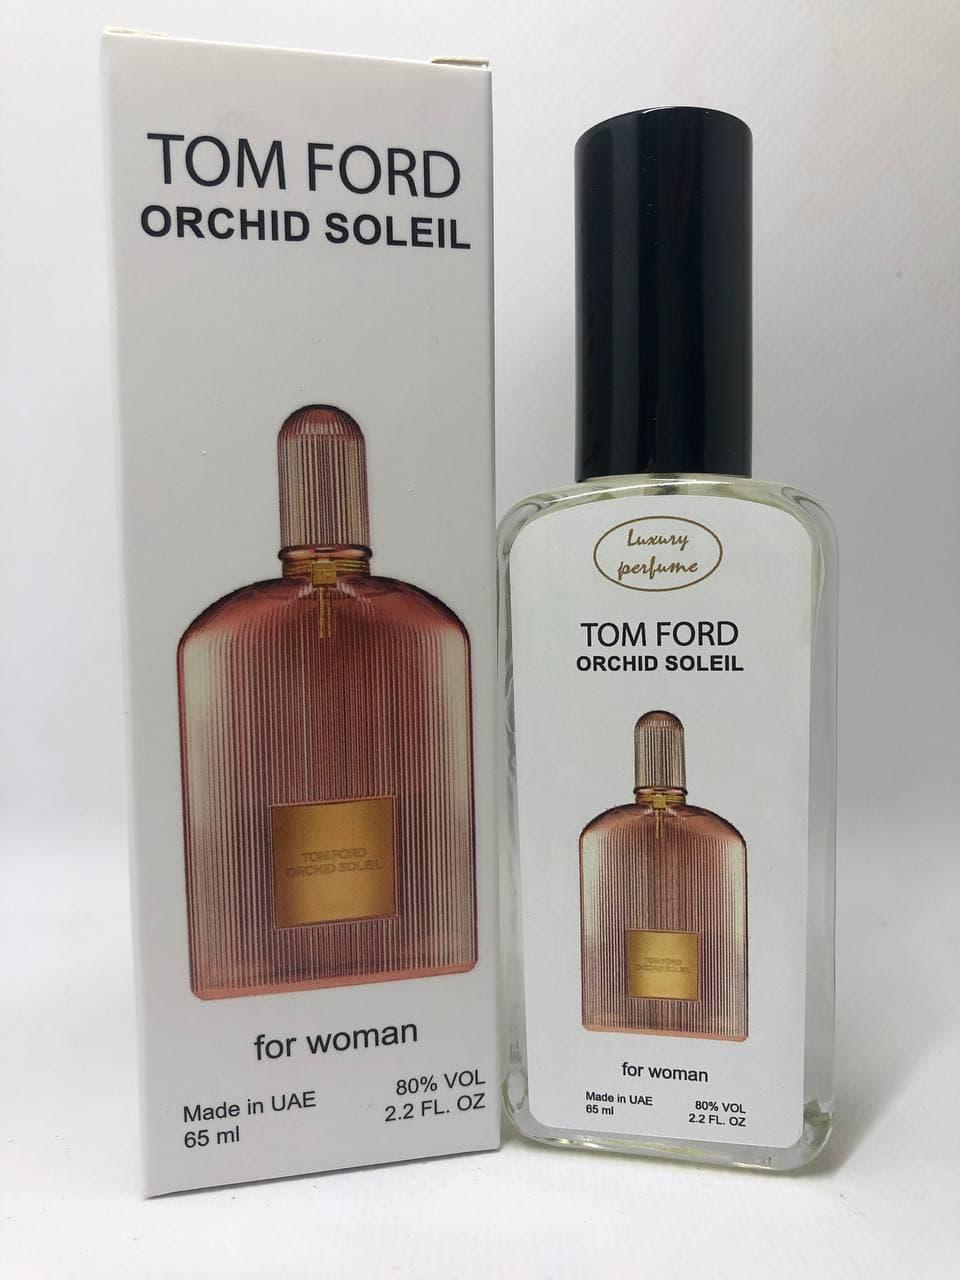 TOM FORD
ORCHID SOLEIL
TOM FORD
ORCHID SOLEIL
for woman
Made in UAE
65 ml
80% VOL
2.2 FL. OZ
Luxury
perfume
TOM FORD
ORCHID SOLEIL
TOM FORD
ORCHID SOLEIL
for woman
Made in UAE
65 ml
80% VOL
2.2 FL. OZ